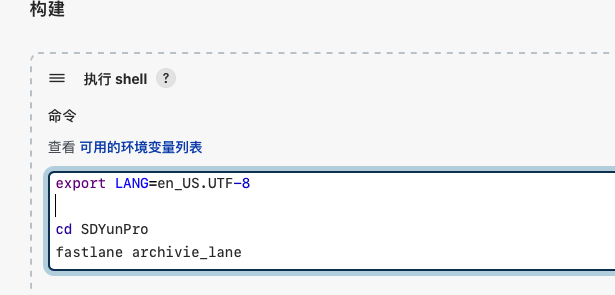 构建
执行 shell ?
命令
查看 可用的环境变量列表
export LANG=en_US.UTF-8
cd SDYunPro
fastlane archivie_lane